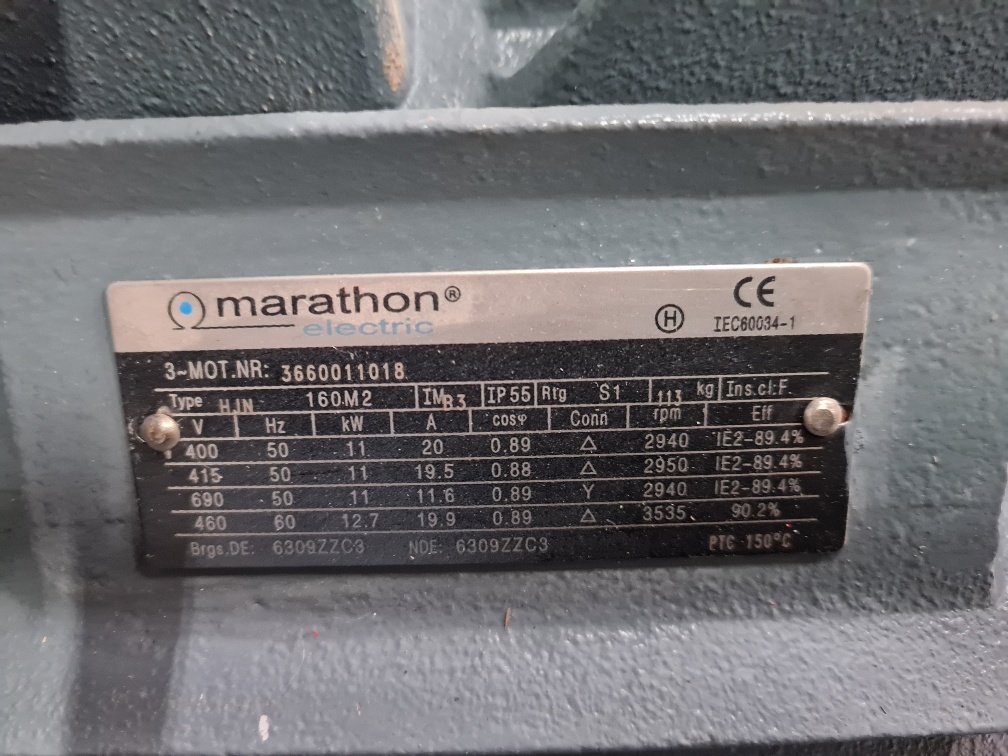 marathon®
electric
CE
H
IEC60034-1
3~MOT.NR: 3660011018
Type HJN 160M2 IM B3 IP 55 Rtg S1 113 kg Ins.cl:F
V Hz kW A cosφ Conn rpm Eff
400 50 11 20 0.89 △ 2940 IE2-89.4%
415 50 11 19.5 0.88 △ 2950 IE2-89.4%
690 50 11 11.6 0.89 Y 2940 IE2-89.4%
460 60 12.7 19.9 0.89 △ 3535 90.2%
Brgs.DE: 6309ZZC3 NDE: 6309ZZC3 PTC 150°C